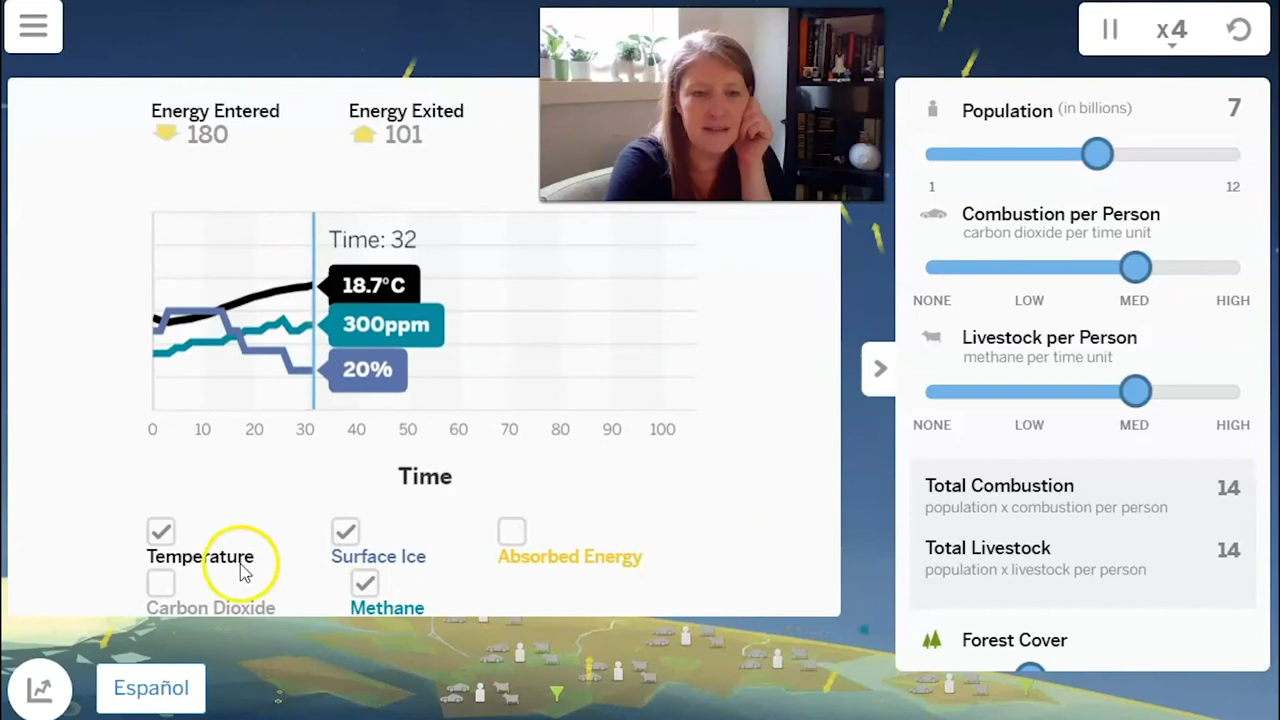 Energy Entered
180
Energy Exited
101
x4
Population (in billions)
7
1
12
Combustion per Person
carbon dioxide per time unit
NONE
LOW
MED
HIGH
Livestock per Person
methane per time unit
NONE
LOW
MED
HIGH
Total Combustion
14
population x combustion per person
Total Livestock
14
population x livestock per person
Forest Cover
Time: 32
18.7°C
300ppm
20%
0 10 20 30 40 50 60 70 80 90 100
Time
Temperature
Surface Ice
Absorbed Energy
Carbon Dioxide
Methane
Español